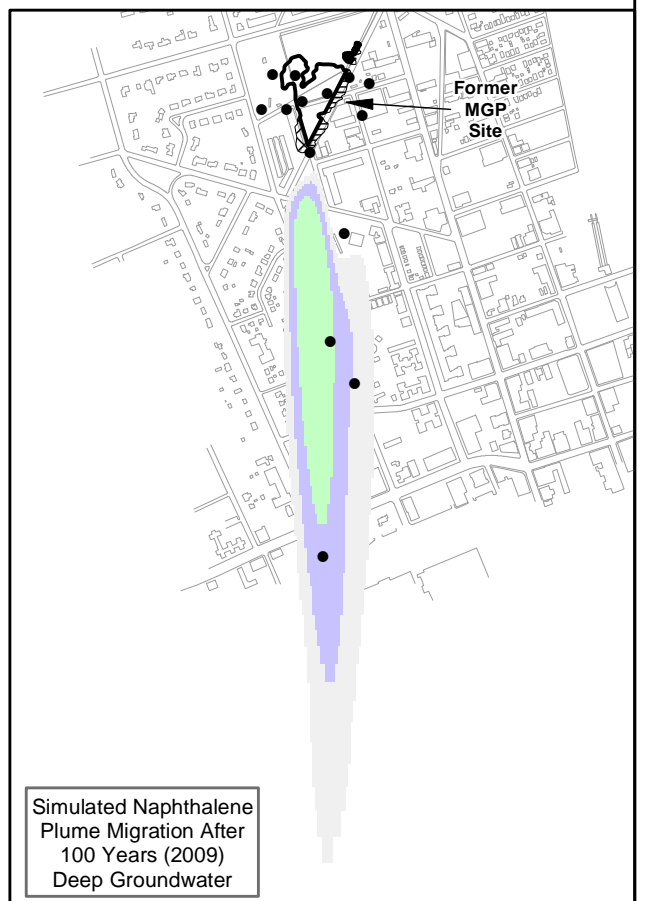 Former
MGP
Site
Simulated Naphthalene
Plume Migration After
100 Years (2009)
Deep Groundwater